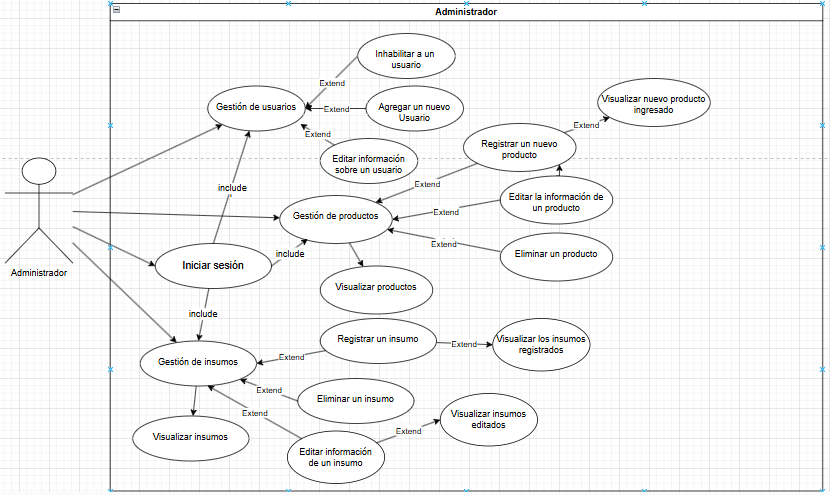 Administrador
Inhabilitar a un
usuario
Extend
Gestión de usuarios
Extend
Agregar un nuevo
Usuario
Visualizar nuevo producto
ingresado
Extend
Extend
Registrar un nuevo
producto
Editar información
sobre un usuario
Extend
include
Editar la información de
un producto
Extend
Gestión de productos
Extend
Eliminar un producto
include
Iniciar sesión
Administrador
Visualizar productos
include
Registrar un insumo
Extend
Visualizar los insumos
registrados
Extend
Gestión de insumos
Extend
Eliminar un insumo
Extend
Visualizar insumos
editados
Extend
Visualizar insumos
Editar información
de un insumo